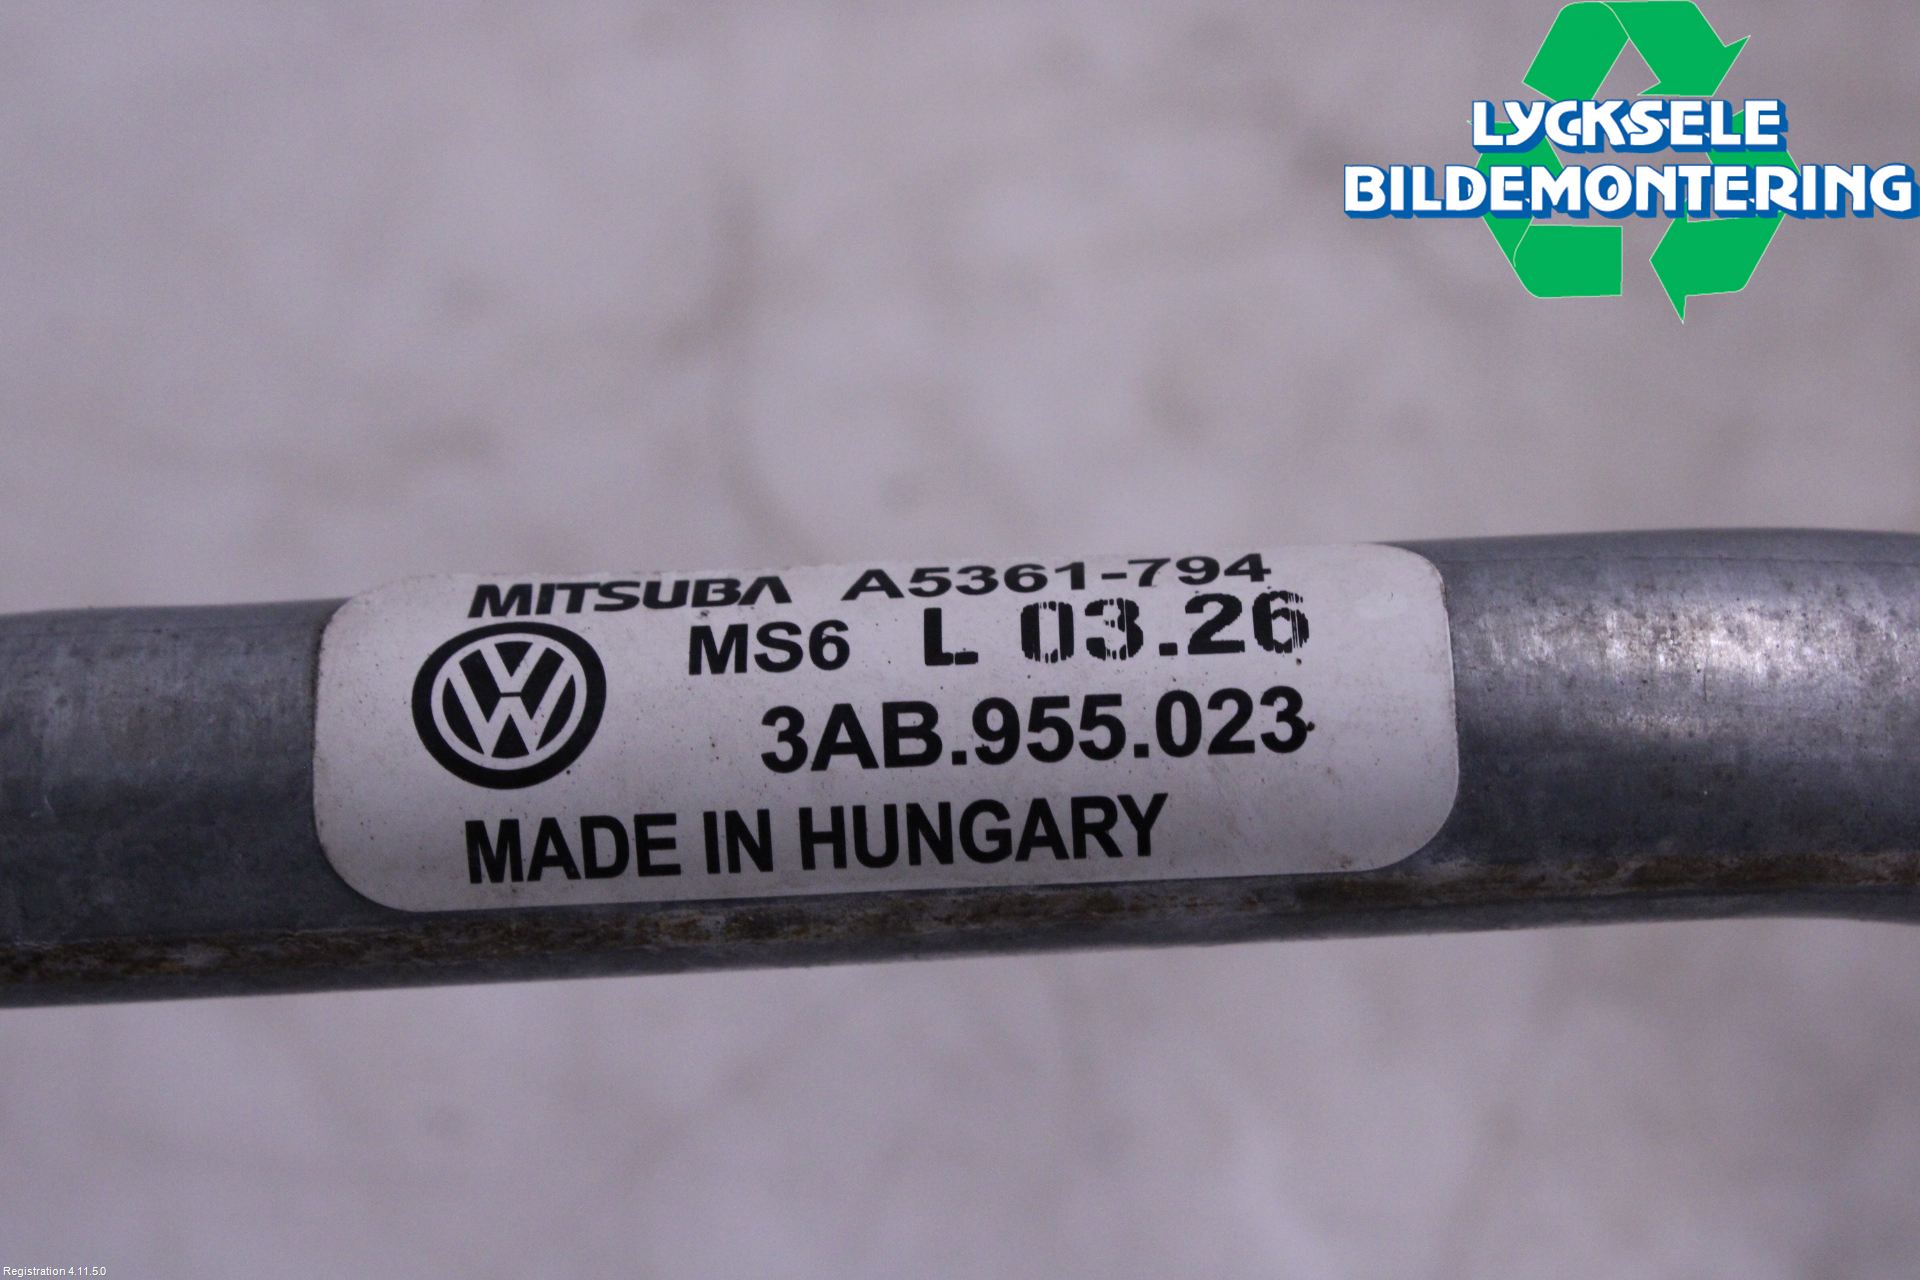 LYCKSELE
BILDEMONTERING
MITSUBA A5361-794
MS6 L 03.26
3AB.955.023
MADE IN HUNGARY
Registration 4.11.5.0